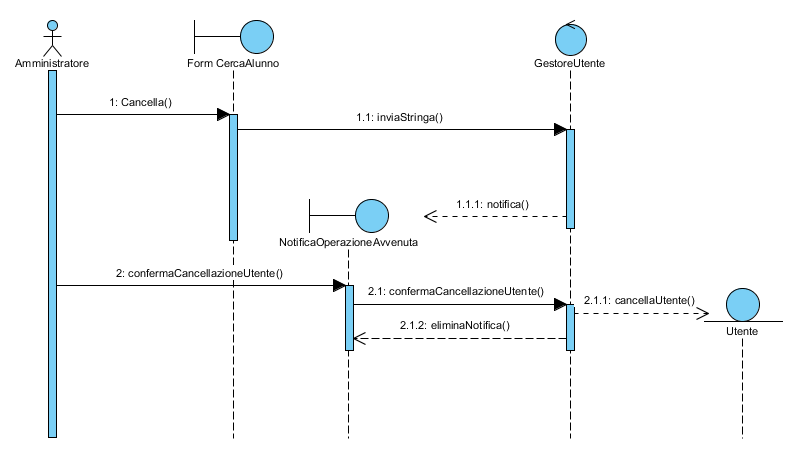 Amministratore
Form CercaAlunno
GestoreUtente
1: Cancella()
1.1: inviaStringa()
1.1.1: notifica()
NotificaOperazioneAvvenuta
2: confermaCancellazioneUtente()
2.1: confermaCancellazioneUtente()
2.1.1: cancellaUtente()
2.1.2: eliminaNotifica()
Utente